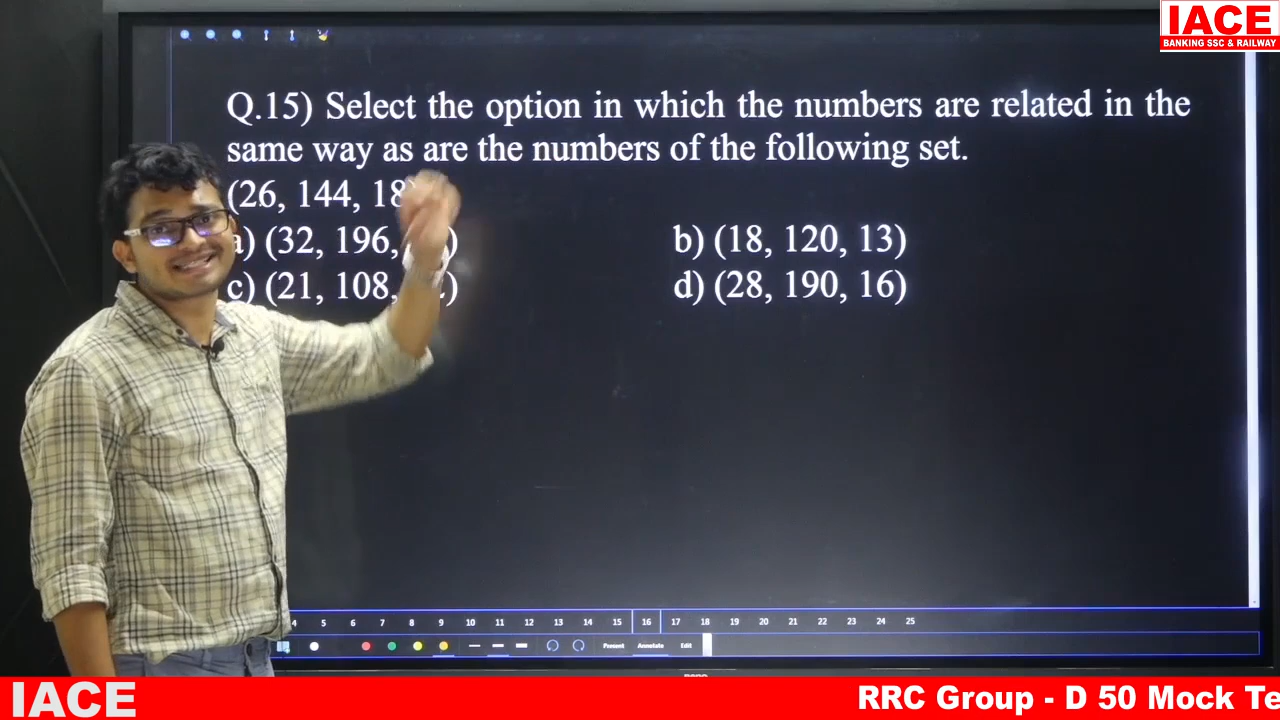 IACE
BANKING SSC & RAILWAY
Q.15) Select the option in which the numbers are related in the
same way as are the numbers of the following set.
(26, 144, 18)
a) (32, 196, b) (18, 120, 13)
c) (21, 108, d) (28, 190, 16)
4 5 6 7 8 9 10 11 12 13 14 15 16 17 18 19 20 21 22 23 24 25
Present Annotate Edit
IACE RRC Group - D 50 Mock Te